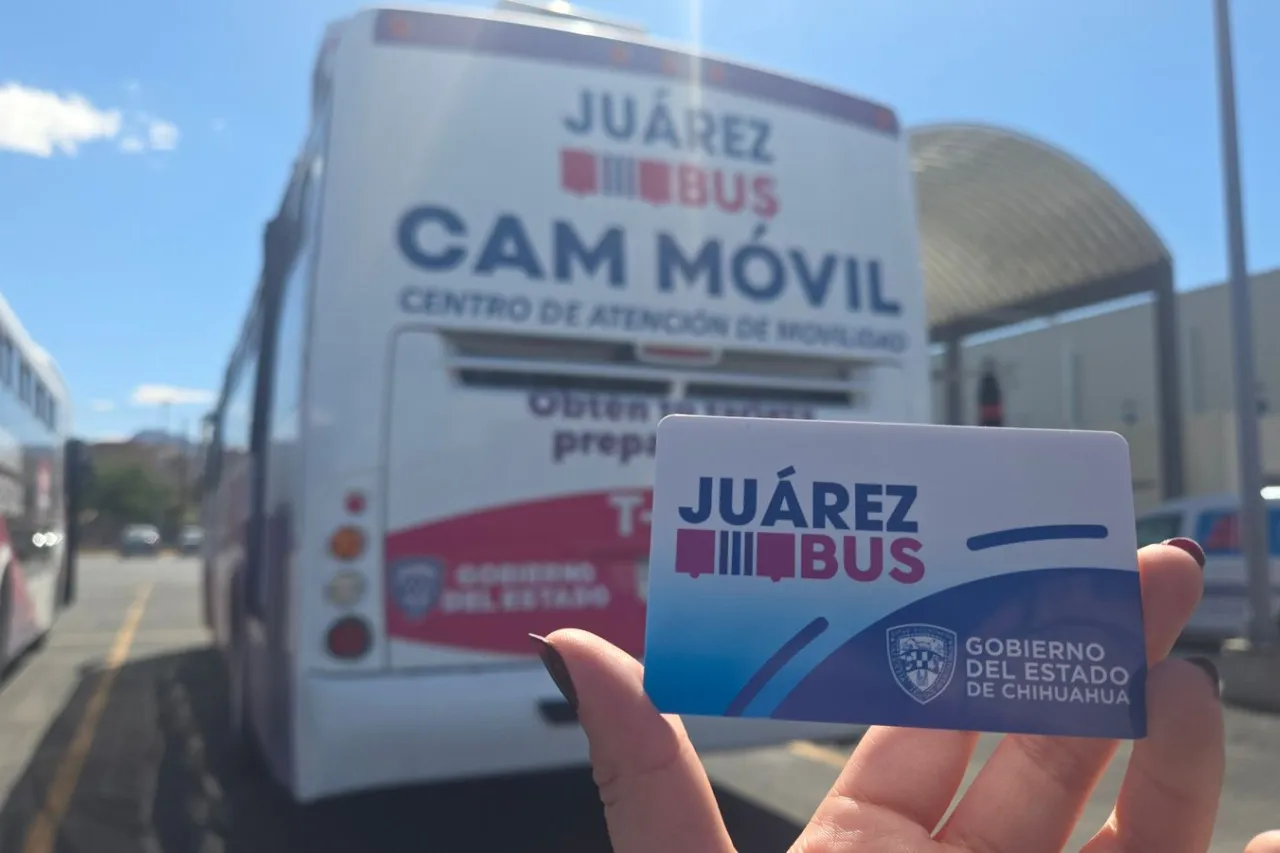 JUÁREZ
BUS
CAM MÓVIL
CENTRO DE ATENCIÓN DE MOVILIDAD
Obtén
prepa
T-
GOBIERNO
DEL ESTADO
JUÁREZ
BUS
GOBIERNO
DEL ESTADO
DE CHIHUAHUA